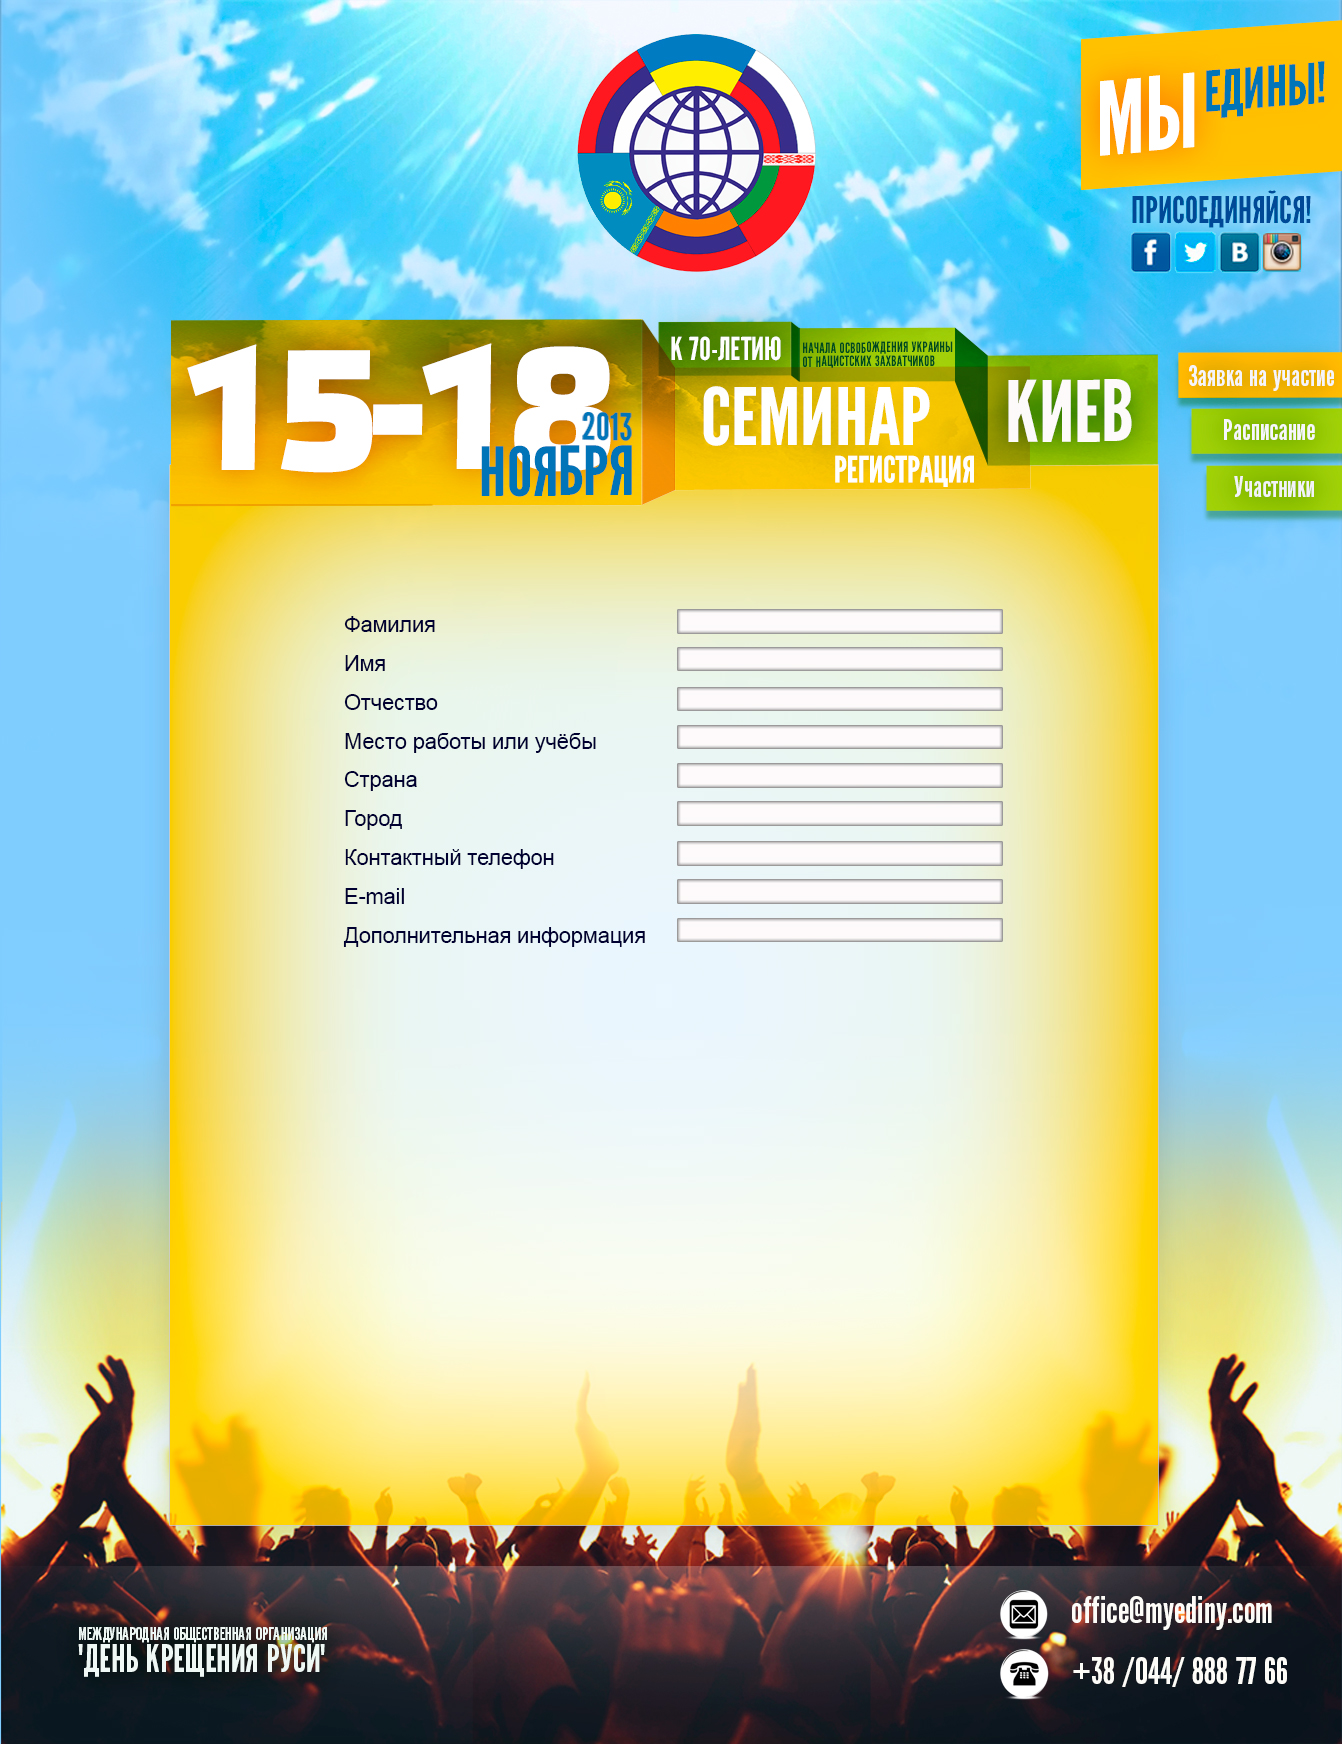 МЫ ЕДИНЫ!
ПРИСОЕДИНЯЙСЯ!
15-18
2013
НОЯБРЯ
К 70-ЛЕТИЮ
НАЧАЛА ОСВОБОЖДЕНИЯ УКРАИНЫ
ОТ НАЦИСТСКИХ ЗАХВАТЧИКОВ
СЕМИНАР
РЕГИСТРАЦИЯ
КИЕВ
Заявка на участие
Расписание
Участники
Фамилия
Имя
Отчество
Место работы или учёбы
Страна
Город
Контактный телефон
E-mail
Дополнительная информация
office@myediny.com
+38 /044/ 888 77 66
МЕЖДУНАРОДНАЯ ОБЩЕСТВЕННАЯ ОРГАНИЗАЦИЯ
"ДЕНЬ КРЕЩЕНИЯ РУСИ"